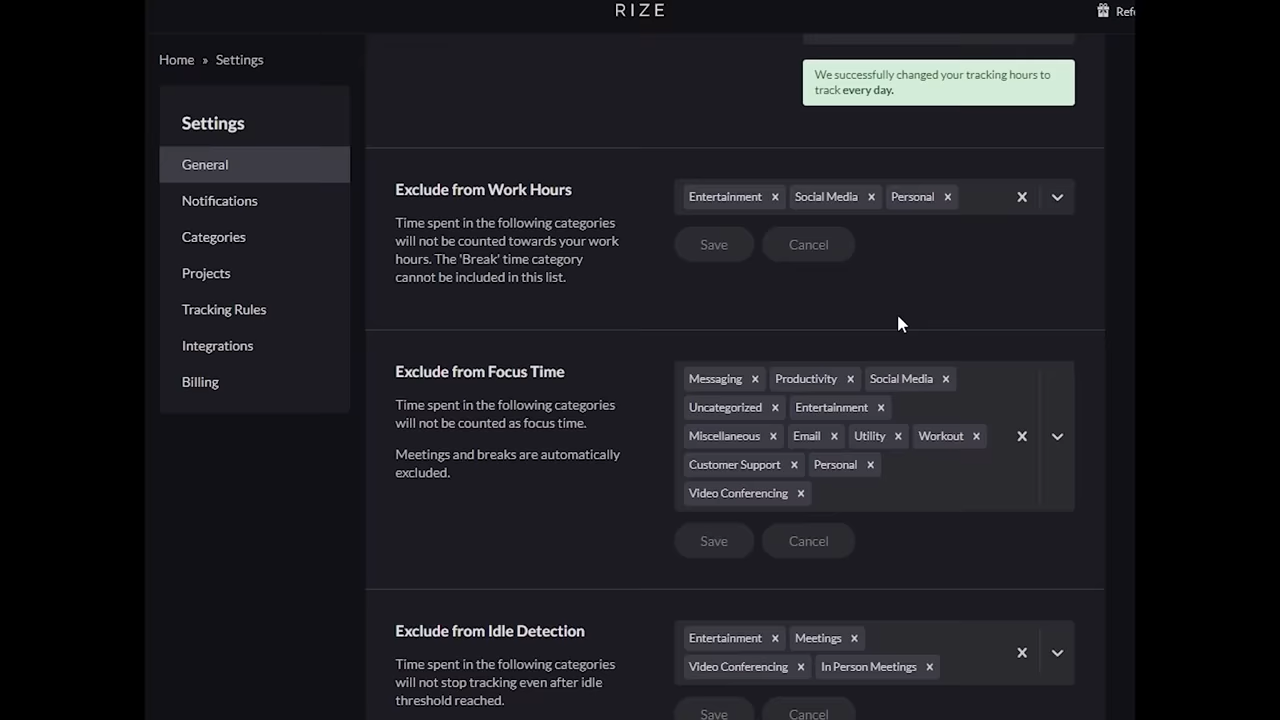 RIZE
Home » Settings
We successfully changed your tracking hours to
track every day.
Settings
General
Notifications
Categories
Projects
Tracking Rules
Integrations
Billing
Exclude from Work Hours
Time spent in the following categories
will not be counted towards your work
hours. The 'Break' time category
cannot be included in this list.
Entertainment × Social Media × Personal ×
Save Cancel
Exclude from Focus Time
Time spent in the following categories
will not be counted as focus time.
Meetings and breaks are automatically
excluded.
Messaging × Productivity × Social Media ×
Uncategorized × Entertainment ×
Miscellaneous × Email × Utility × Workout ×
Customer Support × Personal ×
Video Conferencing ×
Save Cancel
Exclude from Idle Detection
Time spent in the following categories
will not stop tracking even after idle
threshold reached.
Entertainment × Meetings ×
Video Conferencing × In Person Meetings ×
Save Cancel